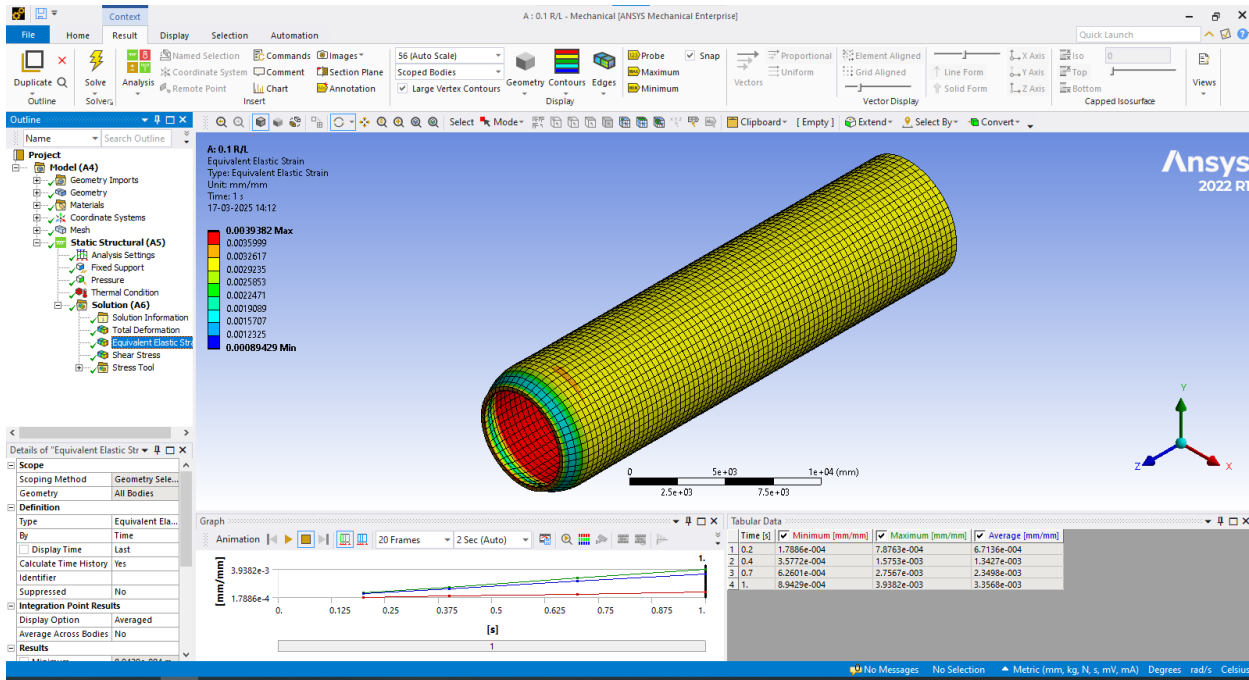 Context
A : 0.1 R/L - Mechanical [ANSYS Mechanical Enterprise]
File Home Result Display Selection Automation
Quick Launch
Duplicate Q
Outline
Solve
Solver
Analysis
Named Selection Commands Images
Coordinate System Comment Section Plane
Remote Point Chart Annotation
Insert
56 (Auto Scale)
Scoped Bodies
Large Vertex Contours
Geometry Contours Edges
Probe Snap
Maximum
Minimum
Display
Vectors
Proportional
Uniform
Element Aligned
Grid Aligned
Line Form
Solid Form
X Axis
Y Axis
Z Axis
Vector Display
Iso 0
Top
Bottom
Capped Isosurface
Views
Outline
Name Search Outline
Project
Model (A4)
Geometry Imports
Geometry
Materials
Coordinate Systems
Mesh
Static Structural (A5)
Analysis Settings
Fixed Support
Pressure
Thermal Condition
Solution (A6)
Solution Information
Total Deformation
Equivalent Elastic Stra
Shear Stress
Stress Tool
Select Mode Clipboard [ Empty ] Extend Select By Convert
A: 0.1 R/L
Equivalent Elastic Strain
Type: Equivalent Elastic Strain
Unit: mm/mm
Time: 1 s
17-03-2025 14:12
0.0039382 Max
0.0035999
0.0032617
0.0029235
0.0025853
0.0022471
0.0019089
0.0015707
0.0012325
0.00089429 Min
Ansys
2022 R1
0 5e+03 1e+04 (mm)
2.5e+03 7.5e+03
Y
Z X
Details of "Equivalent Elastic Str
Scope
Scoping Method Geometry Sele...
Geometry All Bodies
Definition
Type Equivalent Ela...
By Time
Display Time Last
Calculate Time History Yes
Identifier
Suppressed No
Integration Point Results
Display Option Averaged
Average Across Bodies No
Results
Graph
Animation 20 Frames 2 Sec (Auto)
[mm/mm]
3.9382e-3
1.7886e-4
1.
0. 0.125 0.25 0.375 0.5 0.625 0.75 0.875 1.
[s]
1
Tabular Data
Time [s] Minimum [mm/mm] Maximum [mm/mm] Average [mm/mm]
1 0.2 1.7886e-004 7.8763e-004 6.7136e-004
2 0.4 3.5772e-004 1.5753e-003 1.3427e-003
3 0.7 6.2601e-004 2.7567e-003 2.3498e-003
4 1. 8.9429e-004 3.9382e-003 3.3568e-003
No Messages No Selection Metric (mm, kg, N, s, mV, mA) Degrees rad/s Celsius